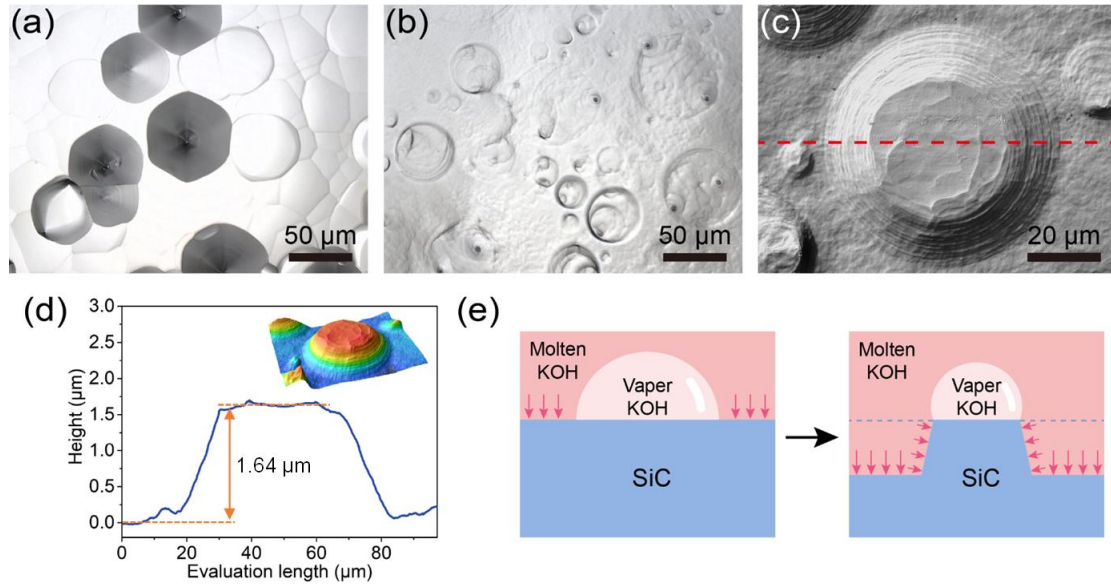 (a)
50 μm
(b)
50 μm
(c)
20 μm
(d)
3.0
2.5
2.0
1.5
1.0
0.5
0.0
Height (μm)
1.64 μm
0
20
40
60
80
Evaluation length (μm)
(e)
Molten
KOH
Vaper
KOH
SiC
Molten
KOH
Vaper
KOH
SiC